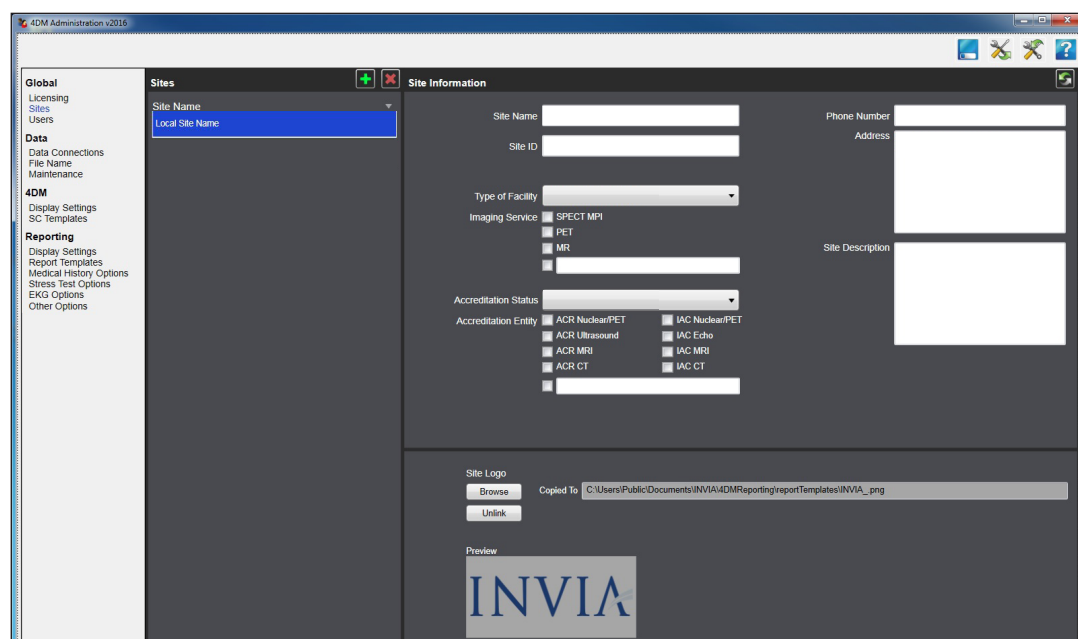 4DM Administration v2016
Global
Licensing
Sites
Users
Data
Data Connections
File Name
Maintenance
4DM
Display Settings
SC Templates
Reporting
Display Settings
Report Templates
Medical History Options
Stress Test Options
EKG Options
Other Options
Sites
Site Name
Local Site Name
Site Information
Site Name
Phone Number
Site ID
Address
Type of Facility
Imaging Service SPECT MPI
PET
MR
Site Description
Accreditation Status
Accreditation Entity ACR Nuclear/PET IAC Nuclear/PET
ACR Ultrasound IAC Echo
ACR MRI IAC MRI
ACR CT IAC CT
Site Logo
Browse Copied To C:\Users\Public\Documents\INVIA\4DMReporting\reportTemplates\INVIA_.png
Unlink
Preview
INVIA